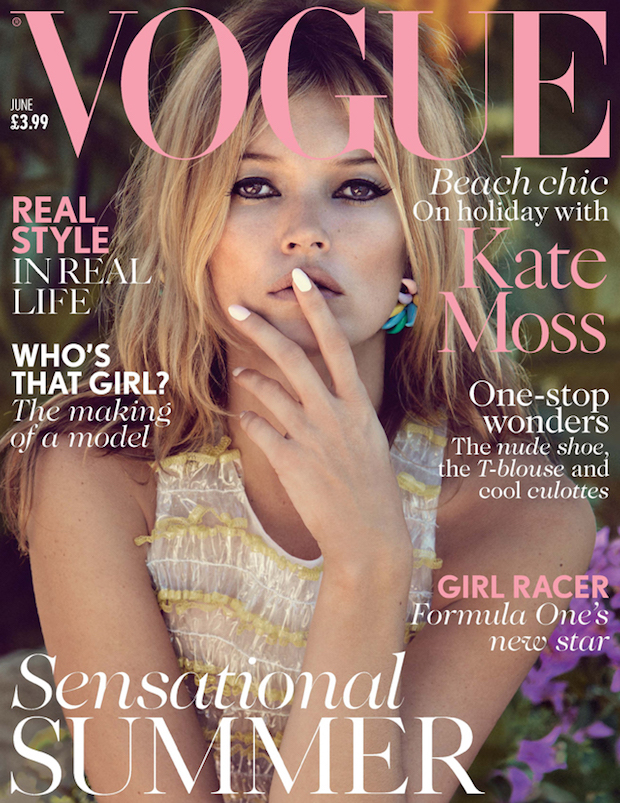 ®
VOGUE
JUNE
£3.99
Beach chic
On holiday with
Kate
Moss
REAL
STYLE
IN REAL
LIFE
WHO'S
THAT GIRL?
The making
of a model
One-stop
wonders
The nude shoe,
the T-blouse and
cool culottes
GIRL RACER
Formula One's
new star
Sensational
SUMMER